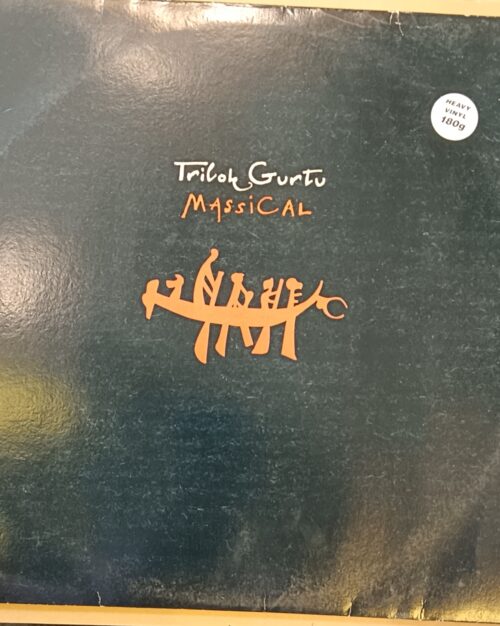 HEAVY
VINYL
180g
Trilok Gurtu
MASSiCAL